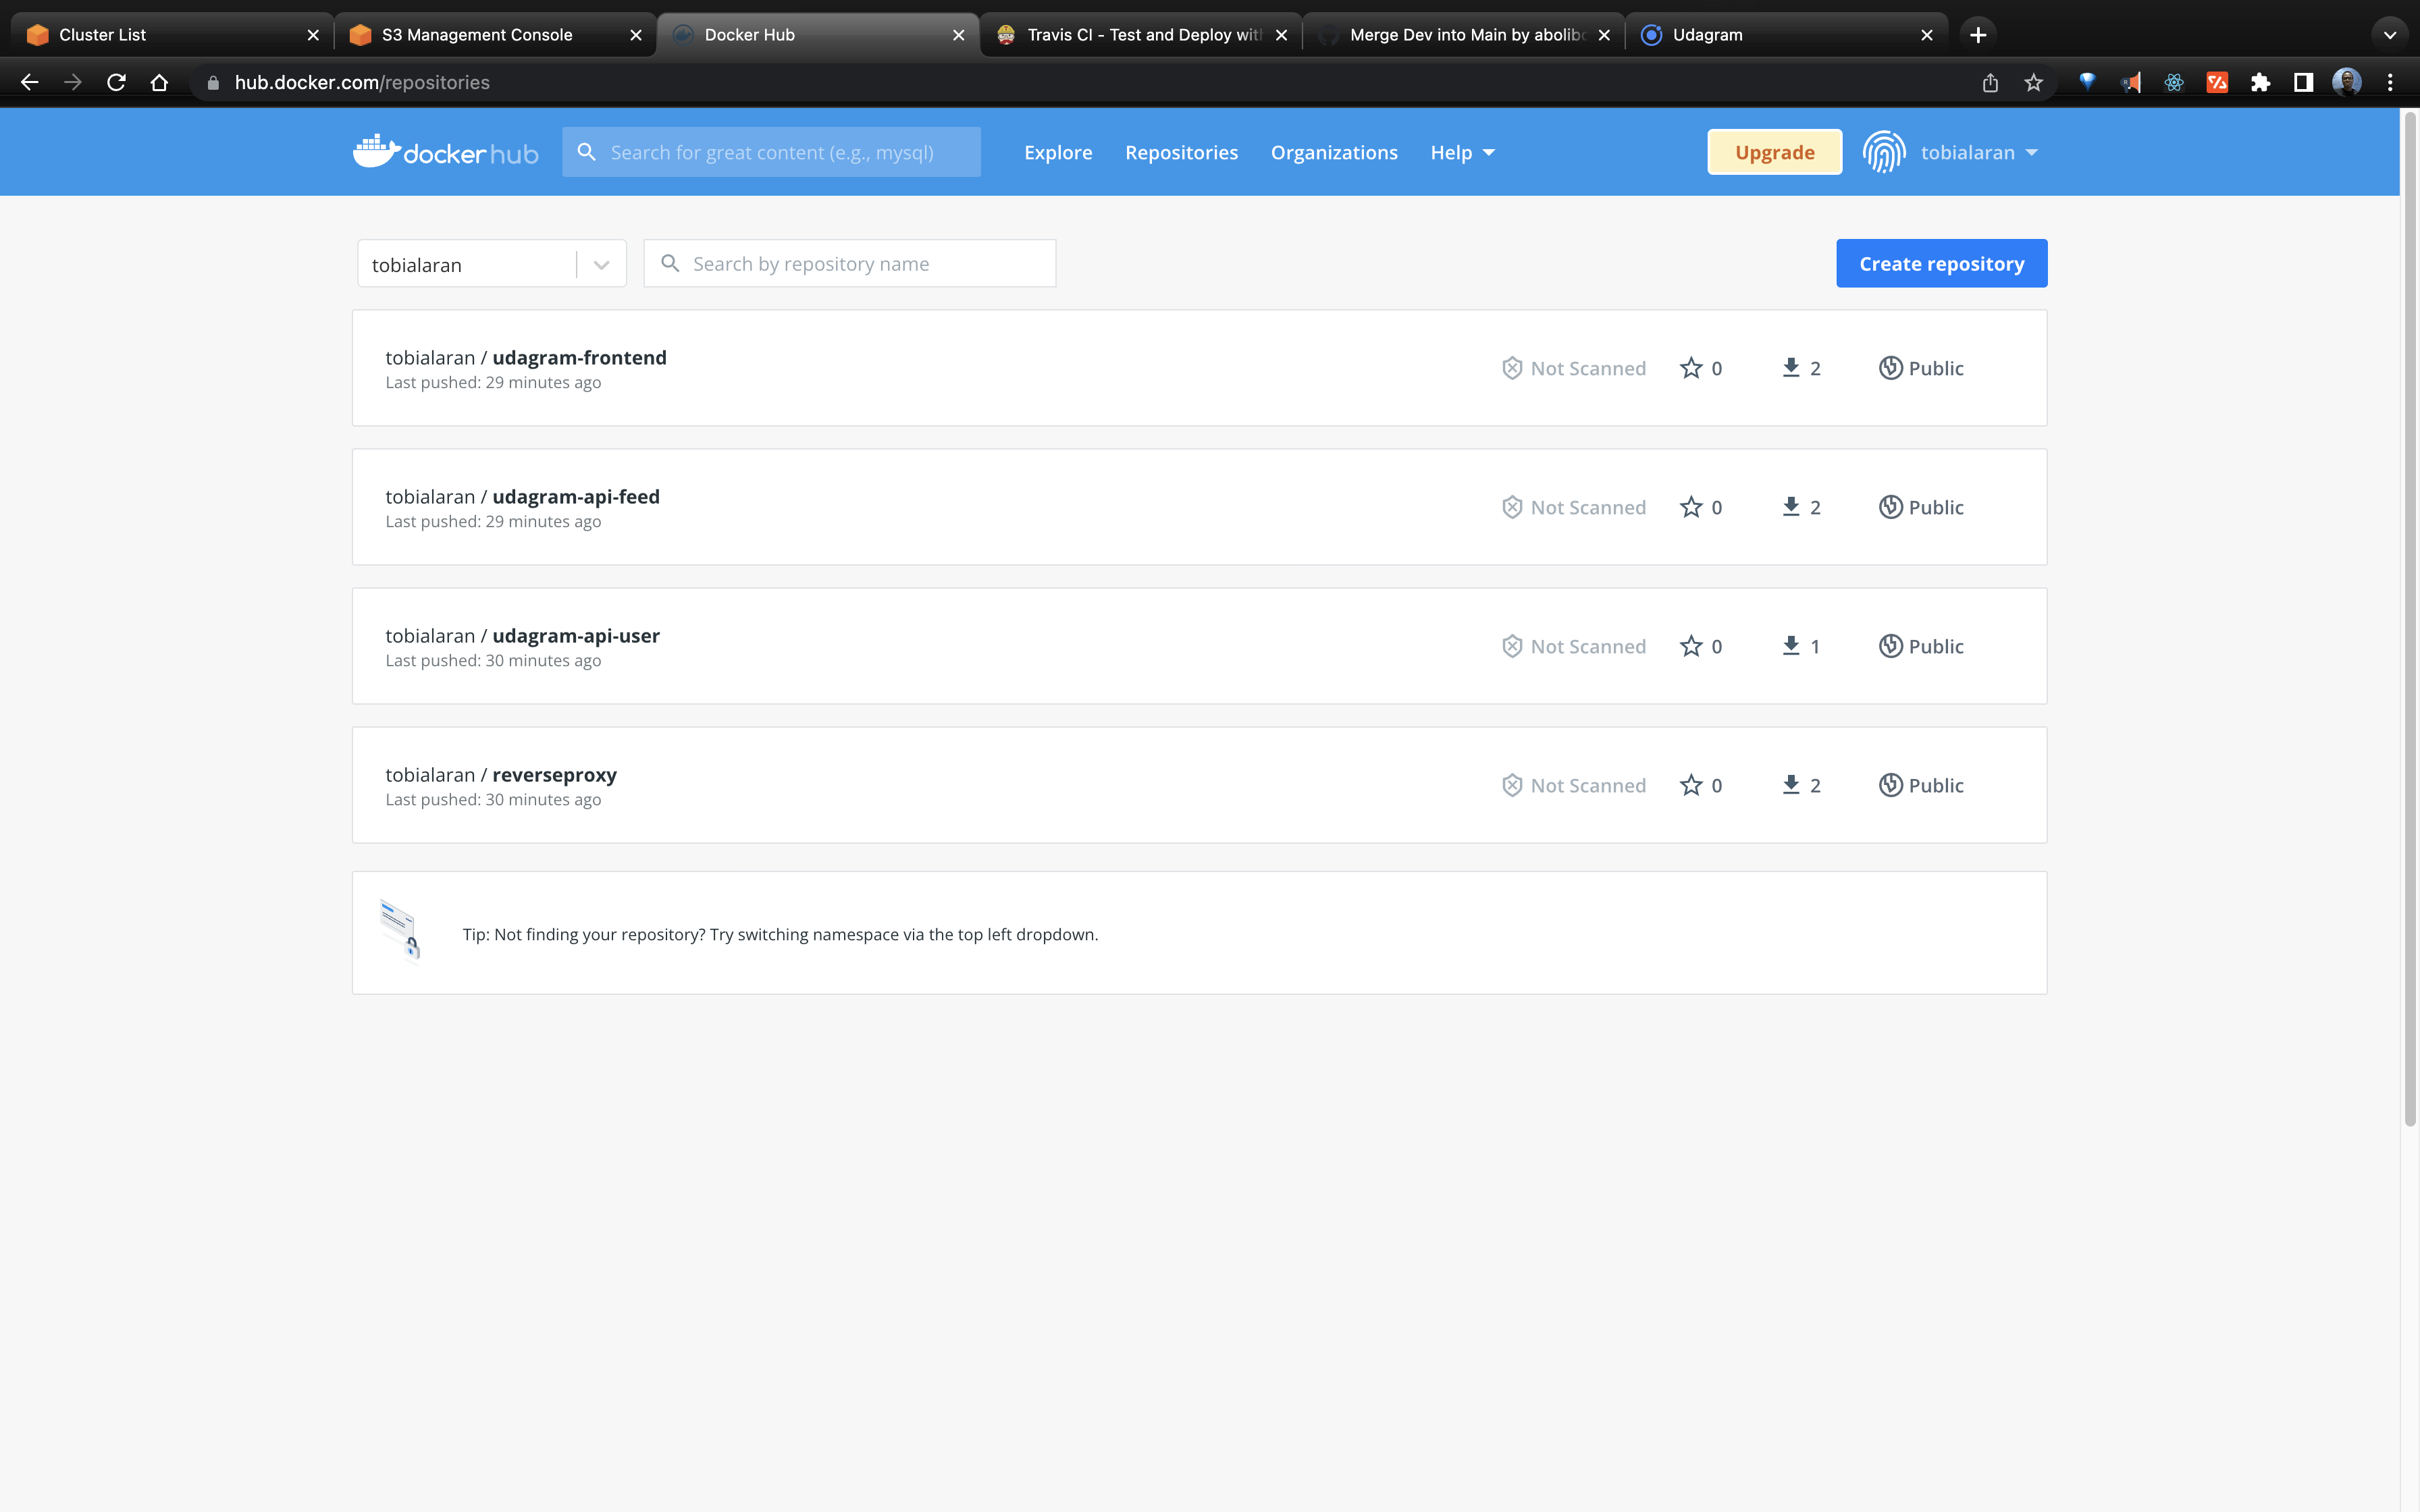 Cluster List
S3 Management Console
Docker Hub
Travis CI - Test and Deploy with
Merge Dev into Main by abolibo
Udagram
hub.docker.com/repositories
docker hub
Search for great content (e.g., mysql)
Explore
Repositories
Organizations
Help
Upgrade
tobialaran
tobialaran
Search by repository name
Create repository
tobialaran / udagram-frontend
Last pushed: 29 minutes ago
Not Scanned
0
2
Public
tobialaran / udagram-api-feed
Last pushed: 29 minutes ago
Not Scanned
0
2
Public
tobialaran / udagram-api-user
Last pushed: 30 minutes ago
Not Scanned
0
1
Public
tobialaran / reverseproxy
Last pushed: 30 minutes ago
Not Scanned
0
2
Public
Tip: Not finding your repository? Try switching namespace via the top left dropdown.